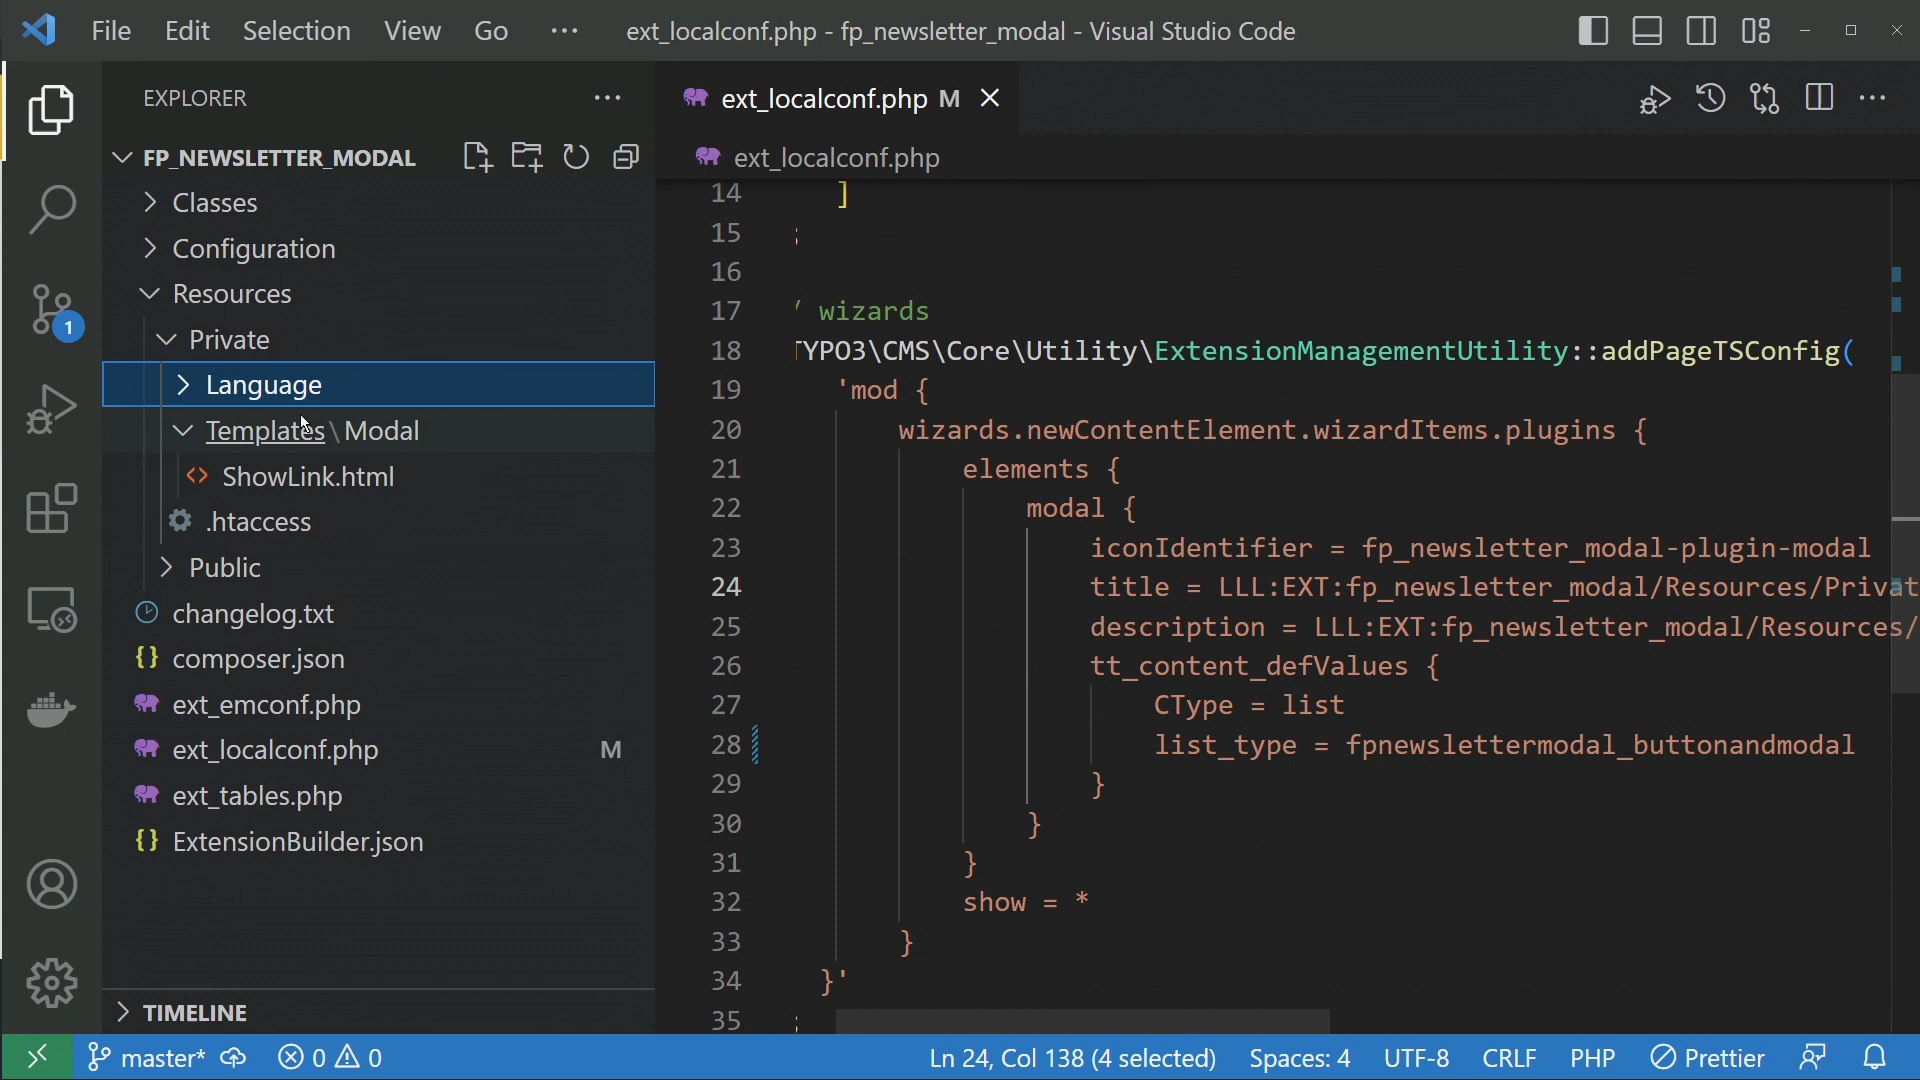 File Edit Selection View Go ··· ext_localconf.php - fp_newsletter_modal - Visual Studio Code
EXPLORER
FP_NEWSLETTER_MODAL
Classes
Configuration
Resources
Private
Language
Templates\Modal
ShowLink.html
.htaccess
Public
changelog.txt
composer.json
ext_emconf.php
ext_localconf.php M
ext_tables.php
ExtensionBuilder.json
TIMELINE
1
ext_localconf.php M
ext_localconf.php
14 ]
15 ;
16
17 / wizards
18 TYPO3\CMS\Core\Utility\ExtensionManagementUtility::addPageTSConfig(
19 'mod {
20 wizards.newContentElement.wizardItems.plugins {
21 elements {
22 modal {
23 iconIdentifier = fp_newsletter_modal-plugin-modal
24 title = LLL:EXT:fp_newsletter_modal/Resources/Privat
25 description = LLL:EXT:fp_newsletter_modal/Resources/
26 tt_content_defValues {
27 CType = list
28 list_type = fpnewslettermodal_buttonandmodal
29 }
30 }
31 }
32 show = *
33 }
34 }'
35 ;
master* 0 0 Ln 24, Col 138 (4 selected) Spaces: 4 UTF-8 CRLF PHP Prettier